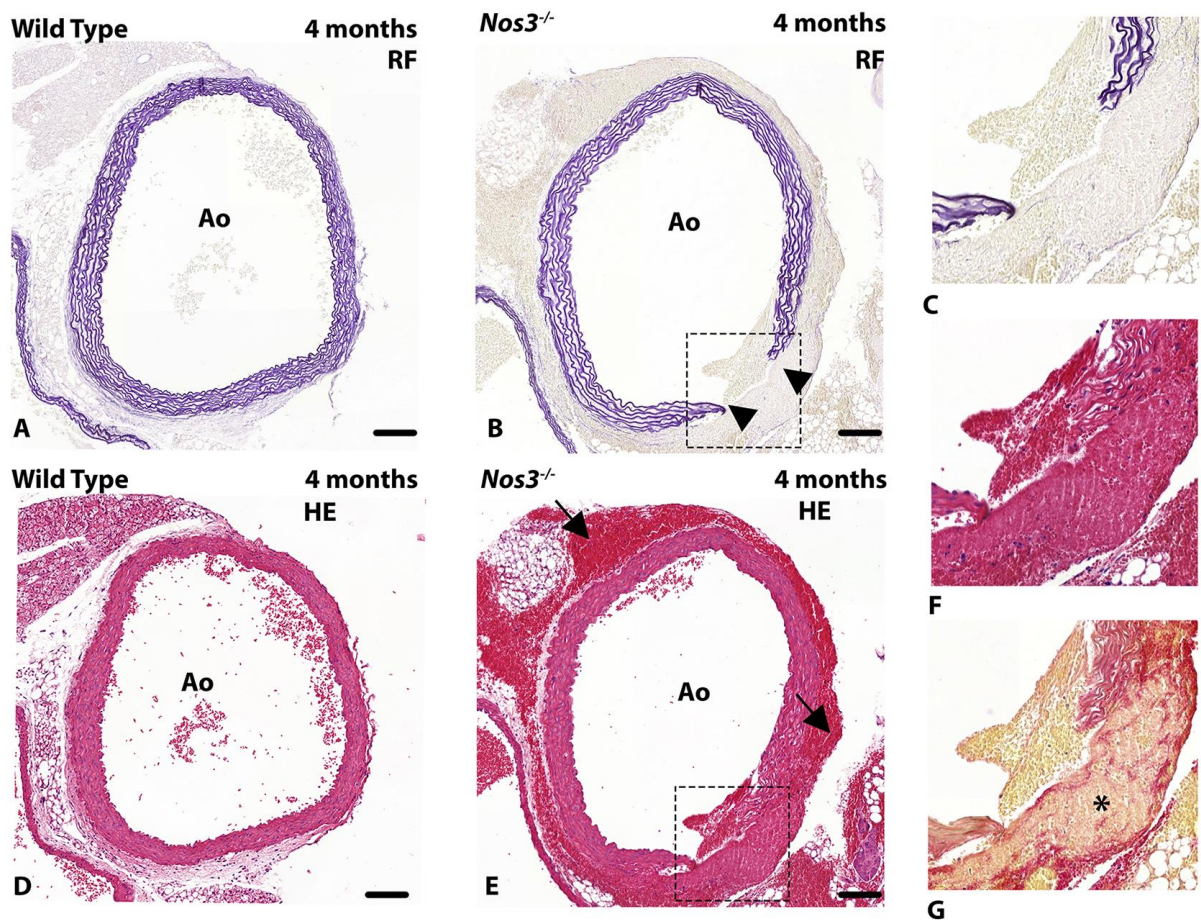 Wild Type 4 months
RF
Ao
A
Nos3-/- 4 months
RF
Ao
B
C
Wild Type 4 months
HE
Ao
D
Nos3-/- 4 months
HE
Ao
E
F
*
G